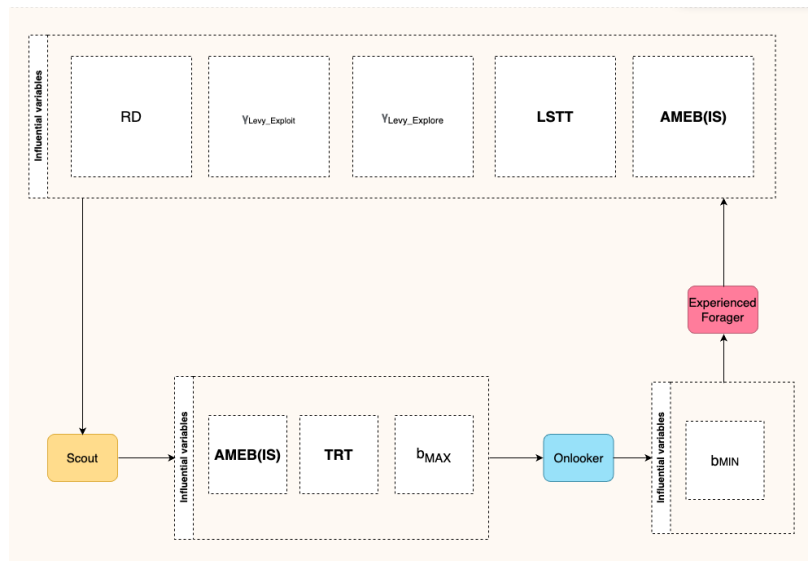 Influential variables
RD
γLevy_Exploit
γLevy_Explore
LSTT
AMEB(IS)
Experienced
Forager
Scout
Influential variables
AMEB(IS)
TRT
bMAX
Onlooker
Influential variables
bMIN